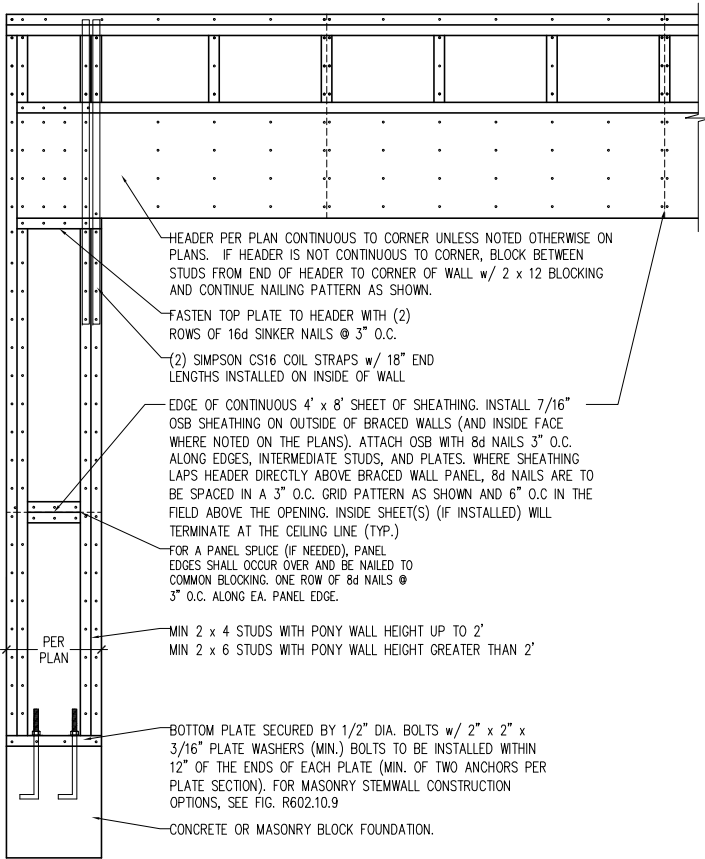 HEADER PER PLAN CONTINUOUS TO CORNER UNLESS NOTED OTHERWISE ON
PLANS. IF HEADER IS NOT CONTINUOUS TO CORNER, BLOCK BETWEEN
STUDS FROM END OF HEADER TO CORNER OF WALL w/ 2 x 12 BLOCKING
AND CONTINUE NAILING PATTERN AS SHOWN.
FASTEN TOP PLATE TO HEADER WITH (2)
ROWS OF 16d SINKER NAILS @ 3" O.C.
(2) SIMPSON CS16 COIL STRAPS w/ 18" END
LENGTHS INSTALLED ON INSIDE OF WALL
EDGE OF CONTINUOUS 4' x 8' SHEET OF SHEATHING. INSTALL 7/16"
OSB SHEATHING ON OUTSIDE OF BRACED WALLS (AND INSIDE FACE
WHERE NOTED ON THE PLANS). ATTACH OSB WITH 8d NAILS 3" O.C.
ALONG EDGES, INTERMEDIATE STUDS, AND PLATES. WHERE SHEATHING
LAPS HEADER DIRECTLY ABOVE BRACED WALL PANEL, 8d NAILS ARE TO
BE SPACED IN A 3" O.C. GRID PATTERN AS SHOWN AND 6" O.C IN THE
FIELD ABOVE THE OPENING. INSIDE SHEET(S) (IF INSTALLED) WILL
TERMINATE AT THE CEILING LINE (TYP.)
FOR A PANEL SPLICE (IF NEEDED), PANEL
EDGES SHALL OCCUR OVER AND BE NAILED TO
COMMON BLOCKING. ONE ROW OF 8d NAILS @
3" O.C. ALONG EA. PANEL EDGE.
MIN 2 x 4 STUDS WITH PONY WALL HEIGHT UP TO 2'
MIN 2 x 6 STUDS WITH PONY WALL HEIGHT GREATER THAN 2'
PER
PLAN
BOTTOM PLATE SECURED BY 1/2" DIA. BOLTS w/ 2" x 2" x
3/16" PLATE WASHERS (MIN.) BOLTS TO BE INSTALLED WITHIN
12" OF THE ENDS OF EACH PLATE (MIN. OF TWO ANCHORS PER
PLATE SECTION). FOR MASONRY STEMWALL CONSTRUCTION
OPTIONS, SEE FIG. R602.10.9
CONCRETE OR MASONRY BLOCK FOUNDATION.